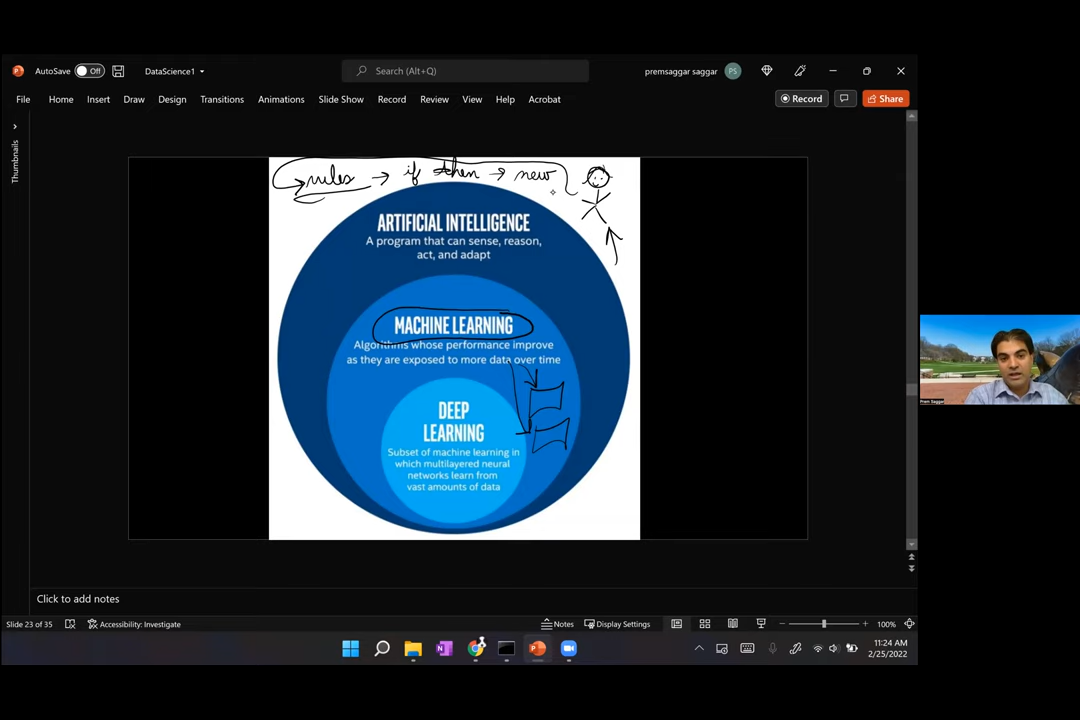 AutoSave Off DataScience1 Search (Alt+Q) premsaggar saggar PS
File Home Insert Draw Design Transitions Animations Slide Show Record Review View Help Acrobat Record Share
Thumbnails
rules → if then → new
ARTIFICIAL INTELLIGENCE
A program that can sense, reason,
act, and adapt
MACHINE LEARNING
Algorithms whose performance improve
as they are exposed to more data over time
DEEP
LEARNING
Subset of machine learning in
which multilayered neural
networks learn from
vast amounts of data
Prem Saggar
Click to add notes
Slide 23 of 35 Accessibility: Investigate Notes Display Settings 100%
11:24 AM
2/25/2022